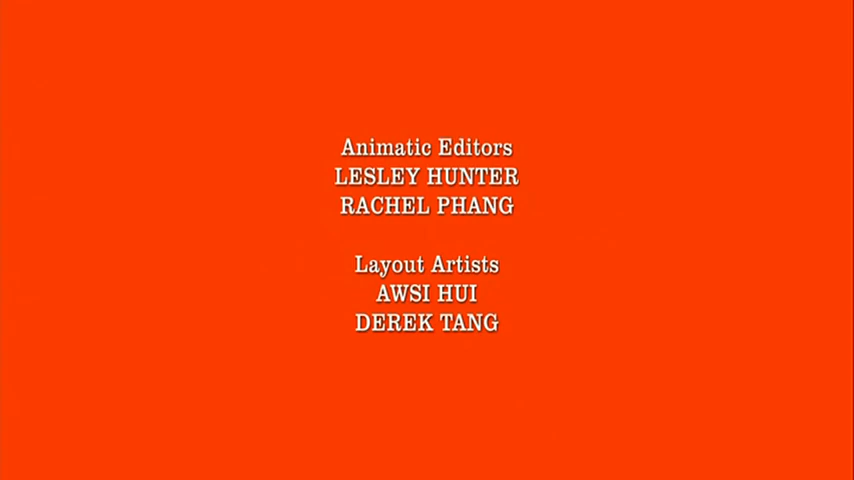 Animatic Editors
LESLEY HUNTER
RACHEL PHANG
Layout Artists
AWSI HUI
DEREK TANG